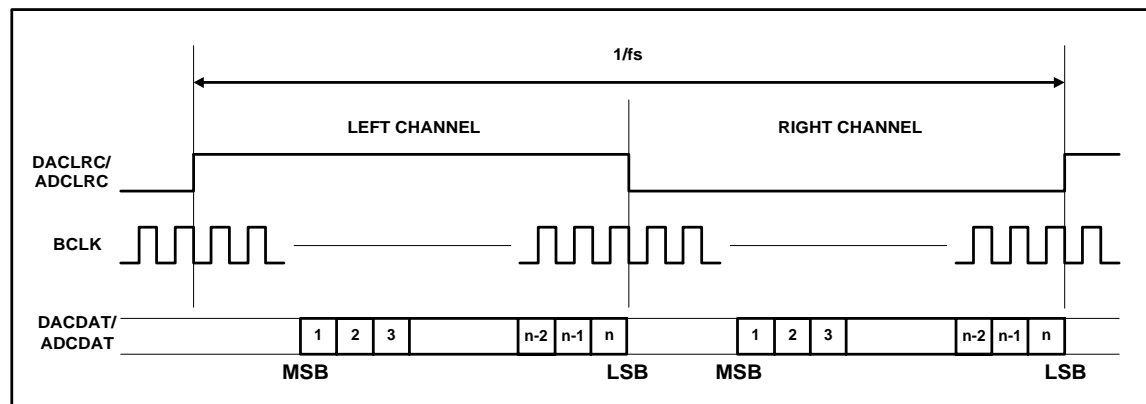 1/fs
LEFT CHANNEL
RIGHT CHANNEL
DACLRC/
ADCLRC
BCLK
DACDAT/
ADCDAT
1 2 3 n-2 n-1 n 1 2 3 n-2 n-1 n
MSB LSB MSB LSB